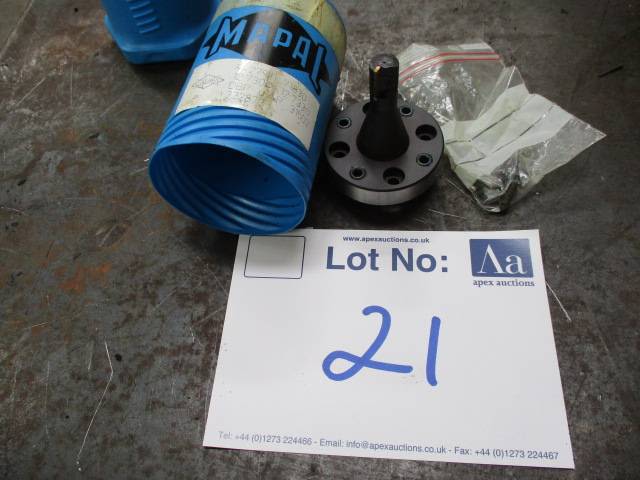 MAPAL
www.apexauctions.co.uk
Lot No:
Aa
apex auctions
21
Tel: +44 (0)1273 224466 - Email: info@apexauctions.co.uk - Fax: +44 (0)1273 224467